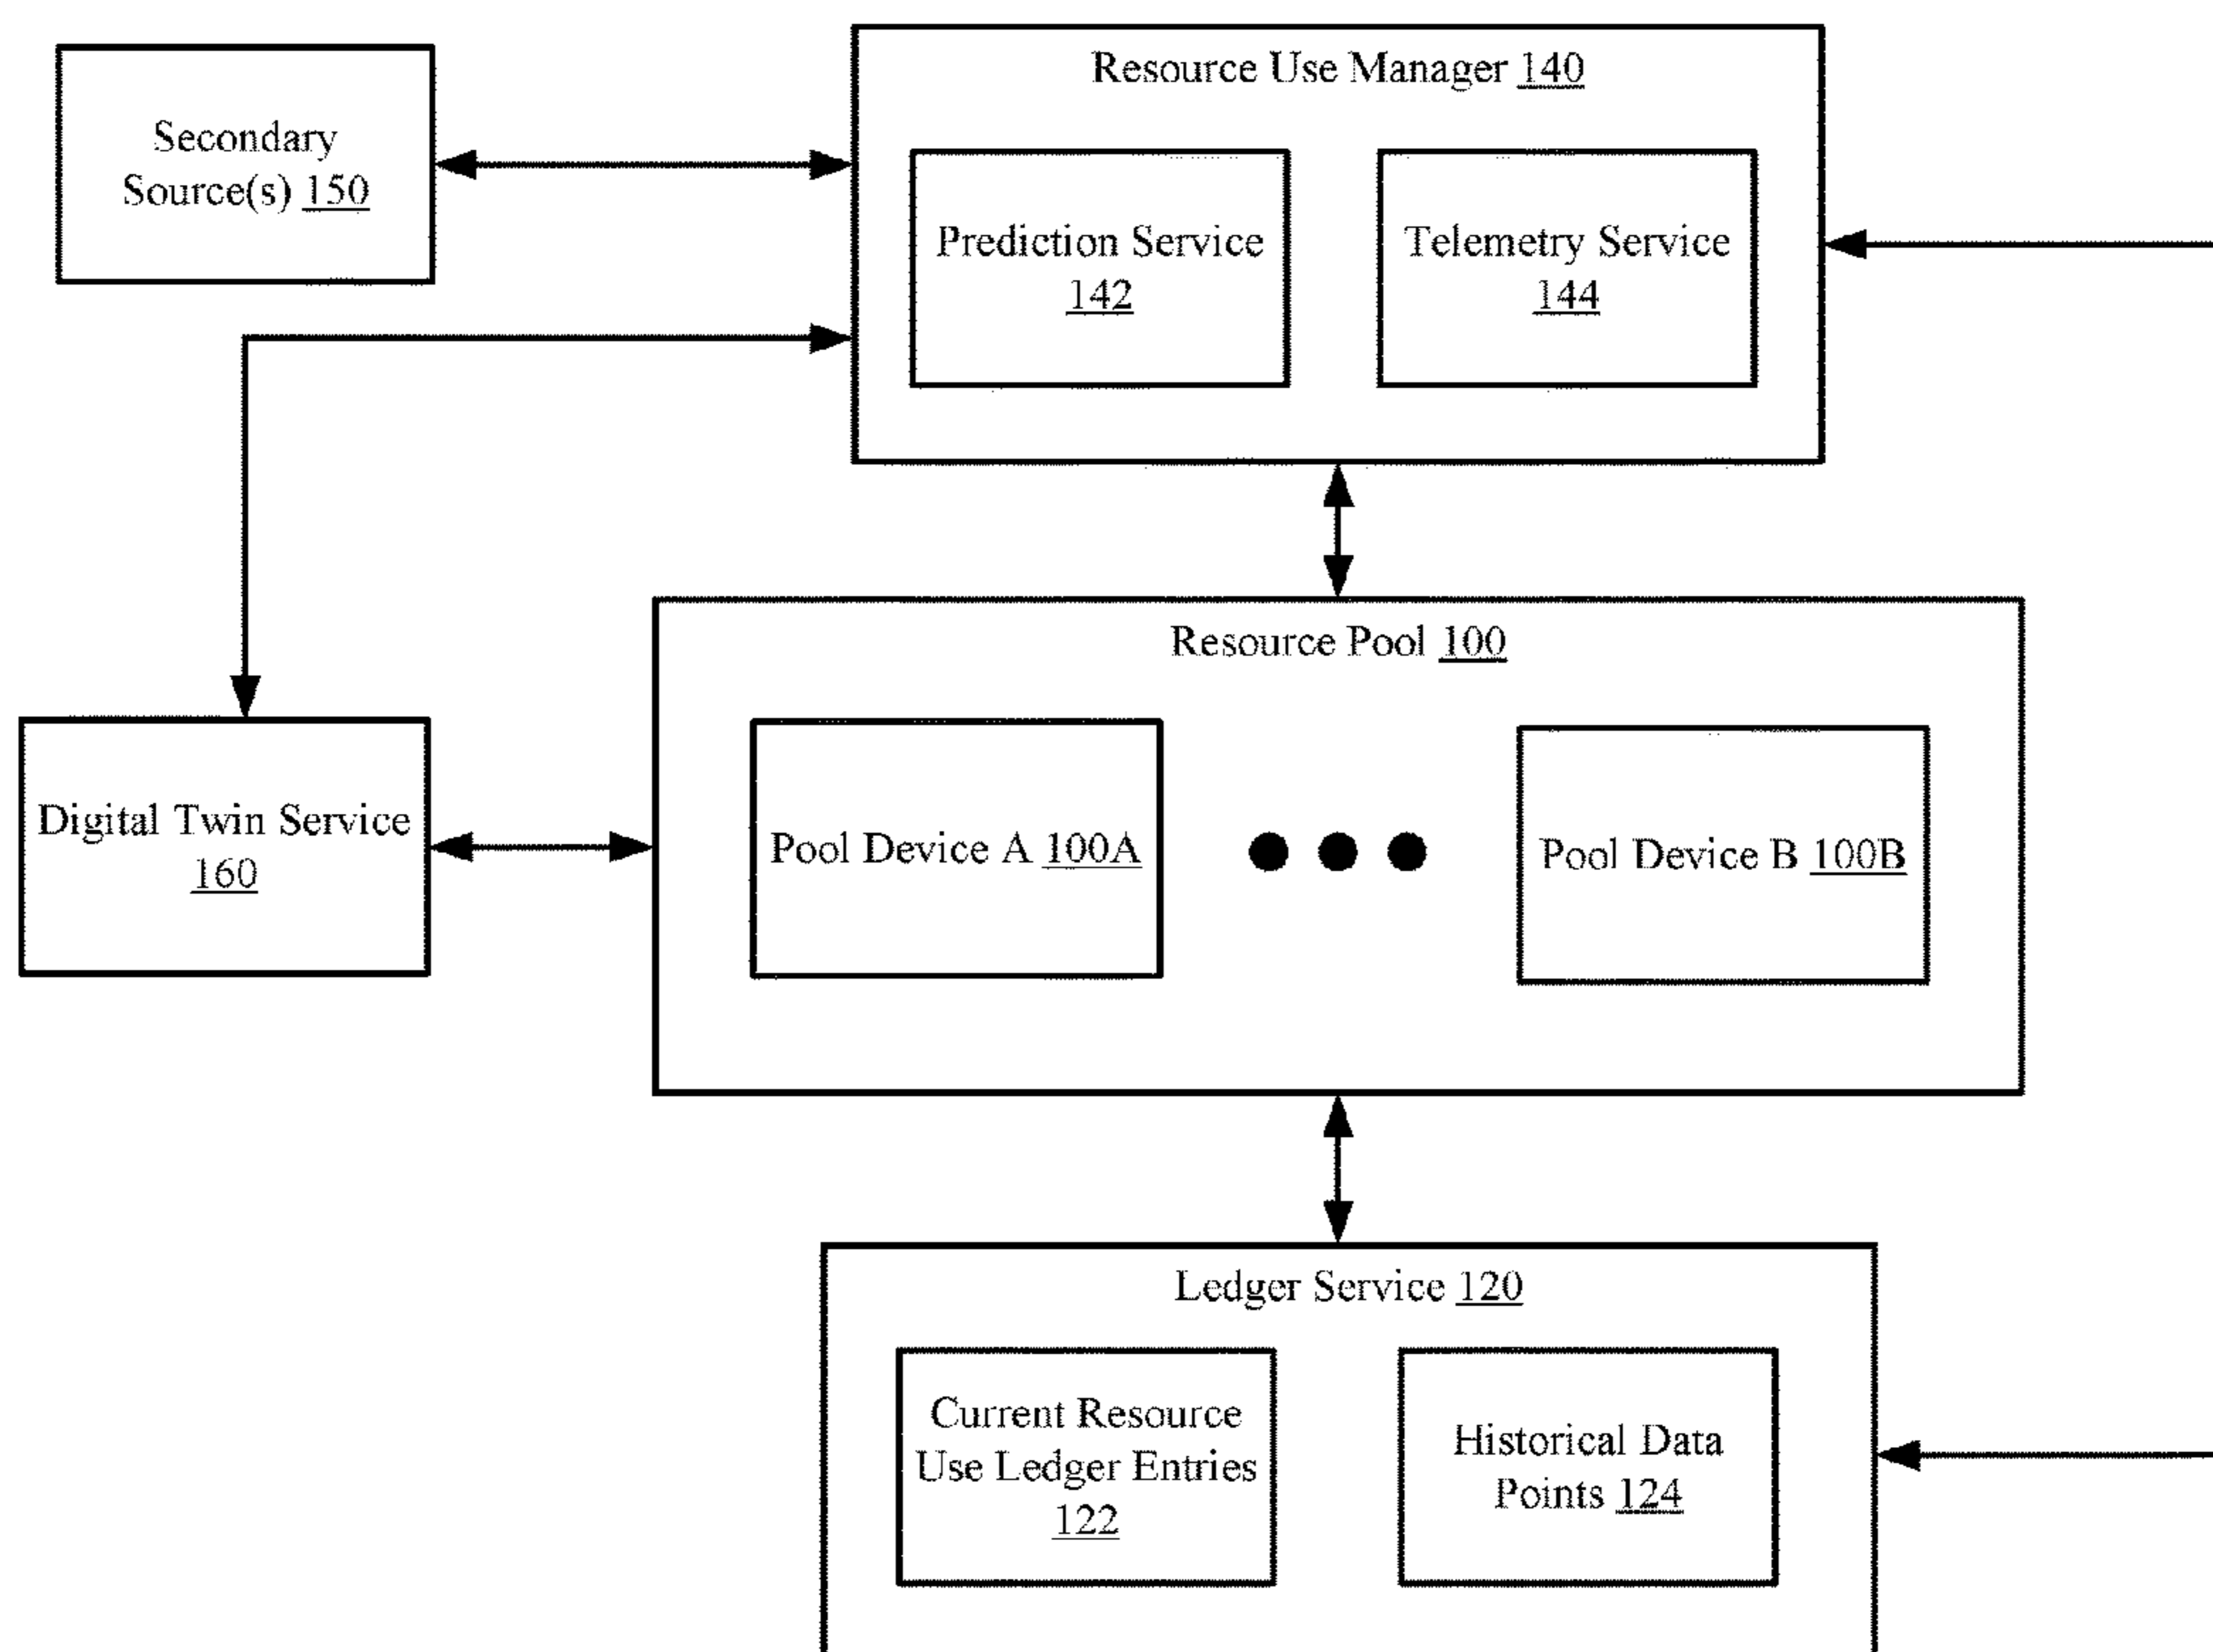 Resource Use Manager 140
Secondary
Source(s) 150
Prediction Service
142
Telemetry Service
144
Resource Pool 100
Digital Twin Service
160
Pool Device A 100A
Pool Device B 100B
Ledger Service 120
Current Resource
Use Ledger Entries
122
Historical Data
Points 124